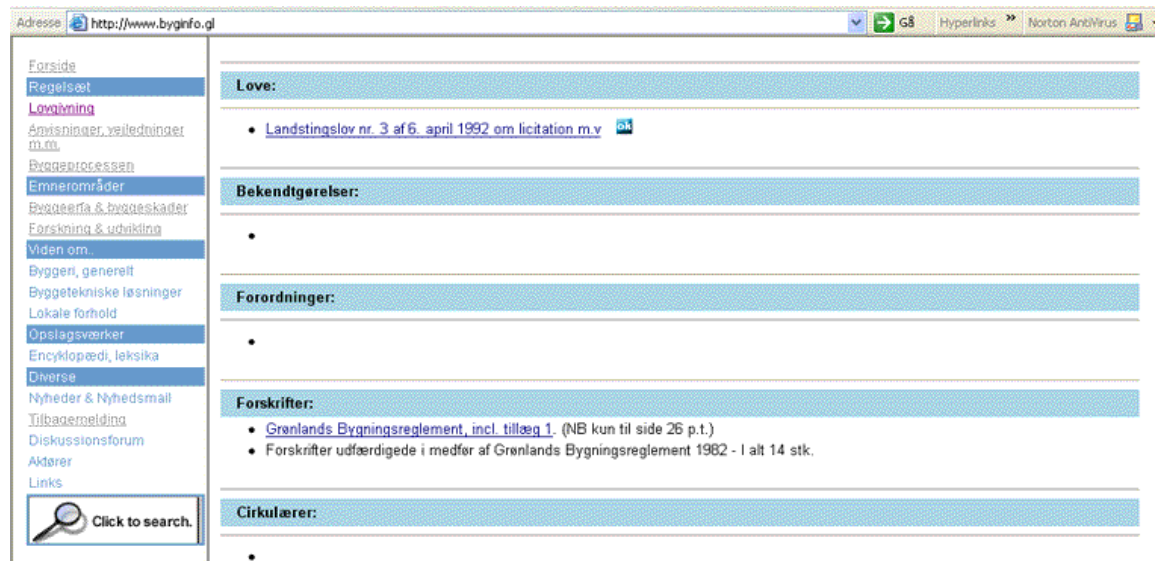 Adresse http://www.byginfo.gl Gå Hyperlinks » Norton AntiVirus
Forside
Regelsæt
Lovgivning
Anvisninger, vejledninger
m.m.
Byggeprocessen
Emnerområder
Byggeerfa & byggeskader
Forskning & udvikling
Viden om..
Byggeri, generelt
Byggetekniske løsninger
Lokale forhold
Opslagsværker
Encyklopædi, leksika
Diverse
Nyheder & Nyhedsmail
Tilbagemelding
Diskussionsforum
Aktører
Links
Click to search.
Love:
• Landstingslov nr. 3 af 6. april 1992 om licitation m.v ok
Bekendtgørelser:
•
Forordninger:
•
Forskrifter:
• Grønlands Bygningsreglement, incl. tillæg 1. (NB kun til side 26 p.t.)
• Forskrifter udfærdigede i medfør af Grønlands Bygningsreglement 1982 - I alt 14 stk.
Cirkulærer:
•